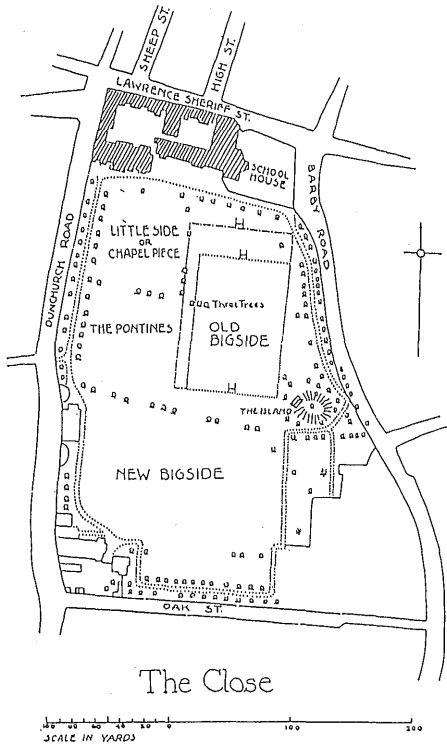 SHEEP ST.
HIGH ST.
LAWRENCE SHERIFF ST.
SCHOOL
HOUSE
BARBY ROAD
DUNCHURCH ROAD
LITTLE SIDE
OR
CHAPEL PIECE
Three Trees
THE PONTINES
OLD
BIGSIDE
THE ISLAND
NEW BIGSIDE
OAK ST.
The Close
0 100 200
SCALE IN YARDS